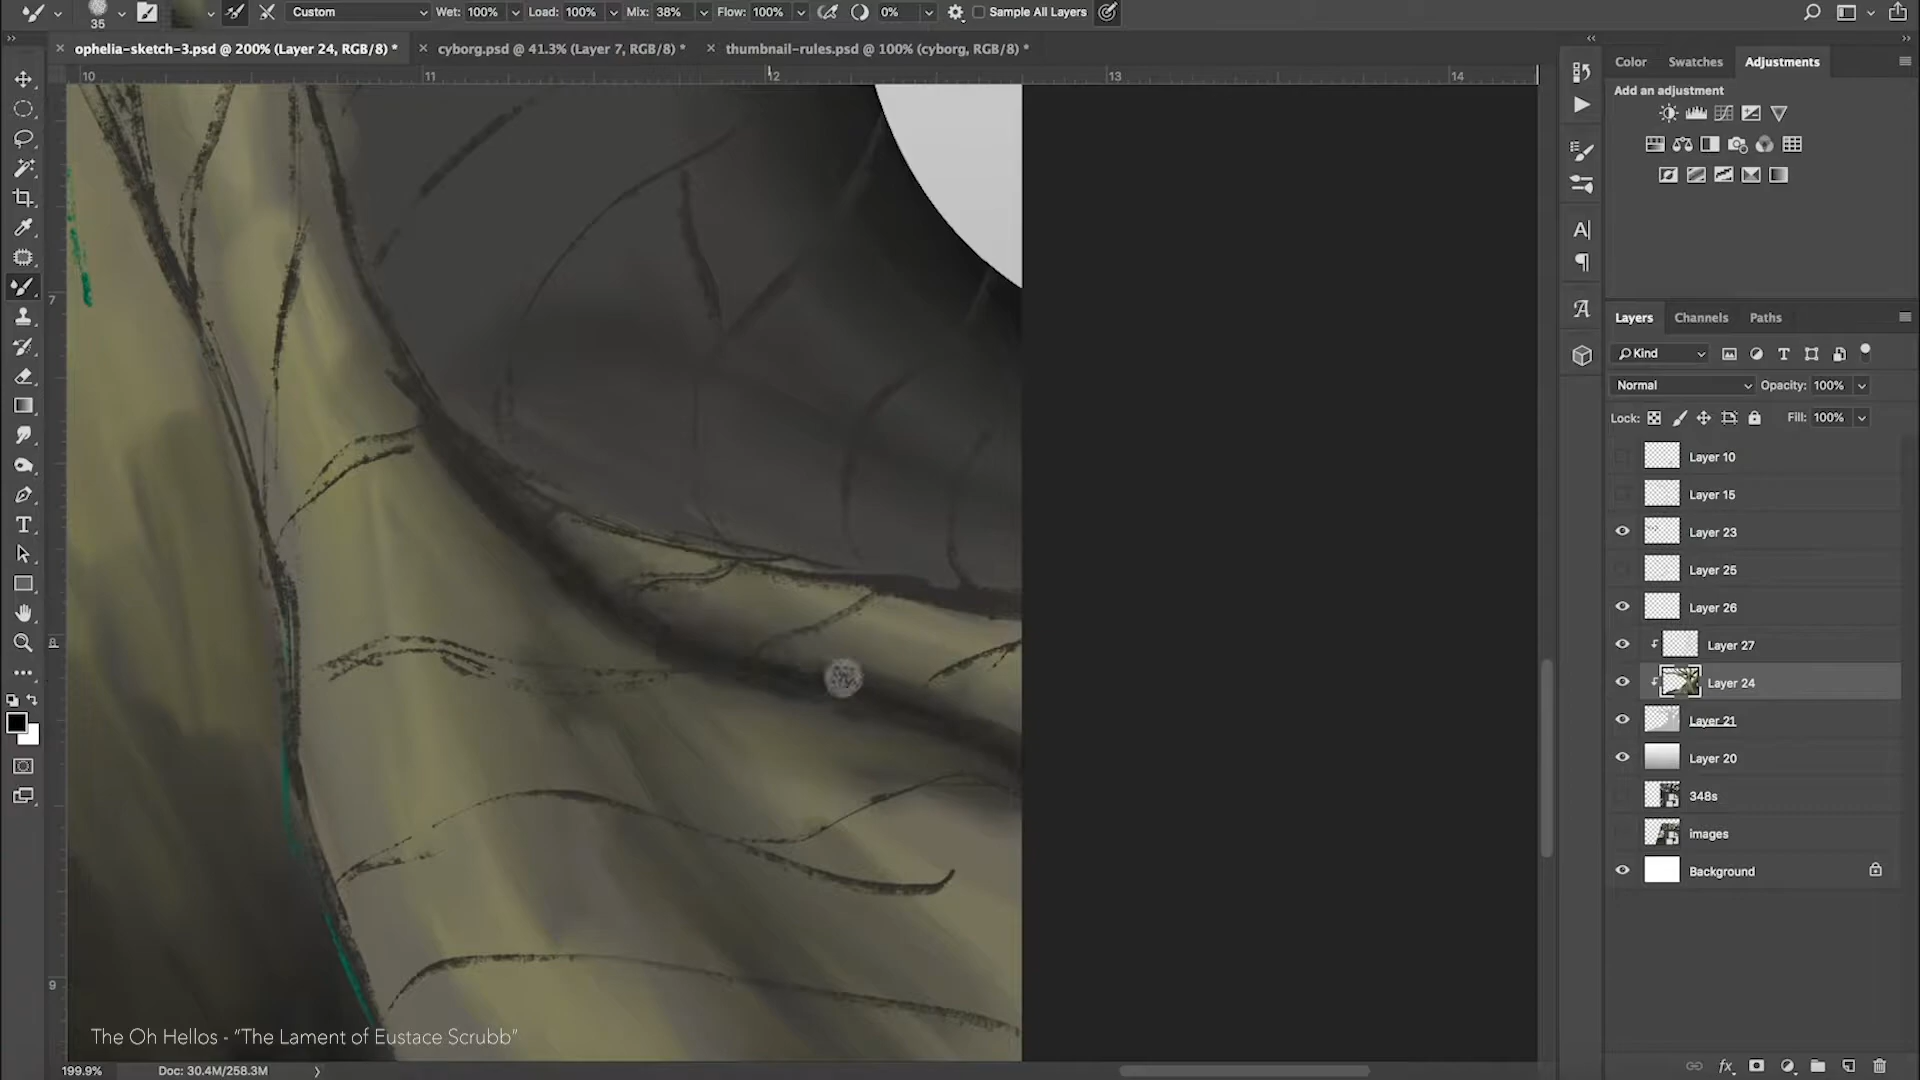 35
Custom
Wet: 100%
Load: 100%
Mix: 38%
Flow: 100%
0%
Sample All Layers
ophelia-sketch-3.psd @ 200% (Layer 24, RGB/8) *
cyborg.psd @ 41.3% (Layer 7, RGB/8) *
thumbnail-rules.psd @ 100% (cyborg, RGB/8) *
10
11
12
13
14
7
8
9
Color
Swatches
Adjustments
Add an adjustment
Layers
Channels
Paths
Kind
Normal
Opacity: 100%
Lock:
Fill: 100%
Layer 10
Layer 15
Layer 23
Layer 25
Layer 26
Layer 27
Layer 24
Layer 21
Layer 20
348s
images
Background
The Oh Hellos - “The Lament of Eustace Scrubb”
199.9%
Doc: 30.4M/258.3M